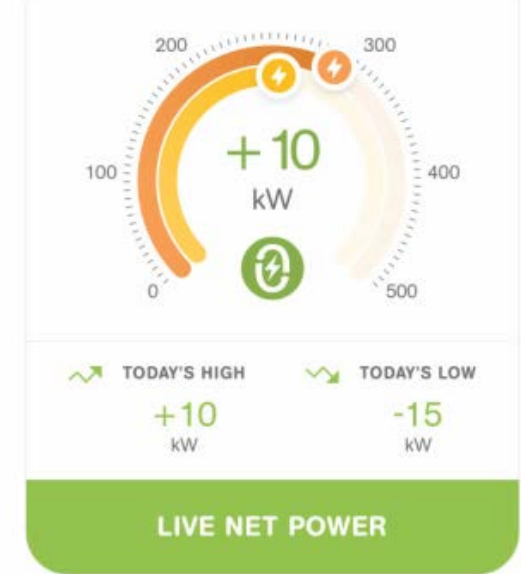 200
300
100
400
+10
kW
0
500
TODAY'S HIGH
TODAY'S LOW
+10
-15
kW
kW
LIVE NET POWER